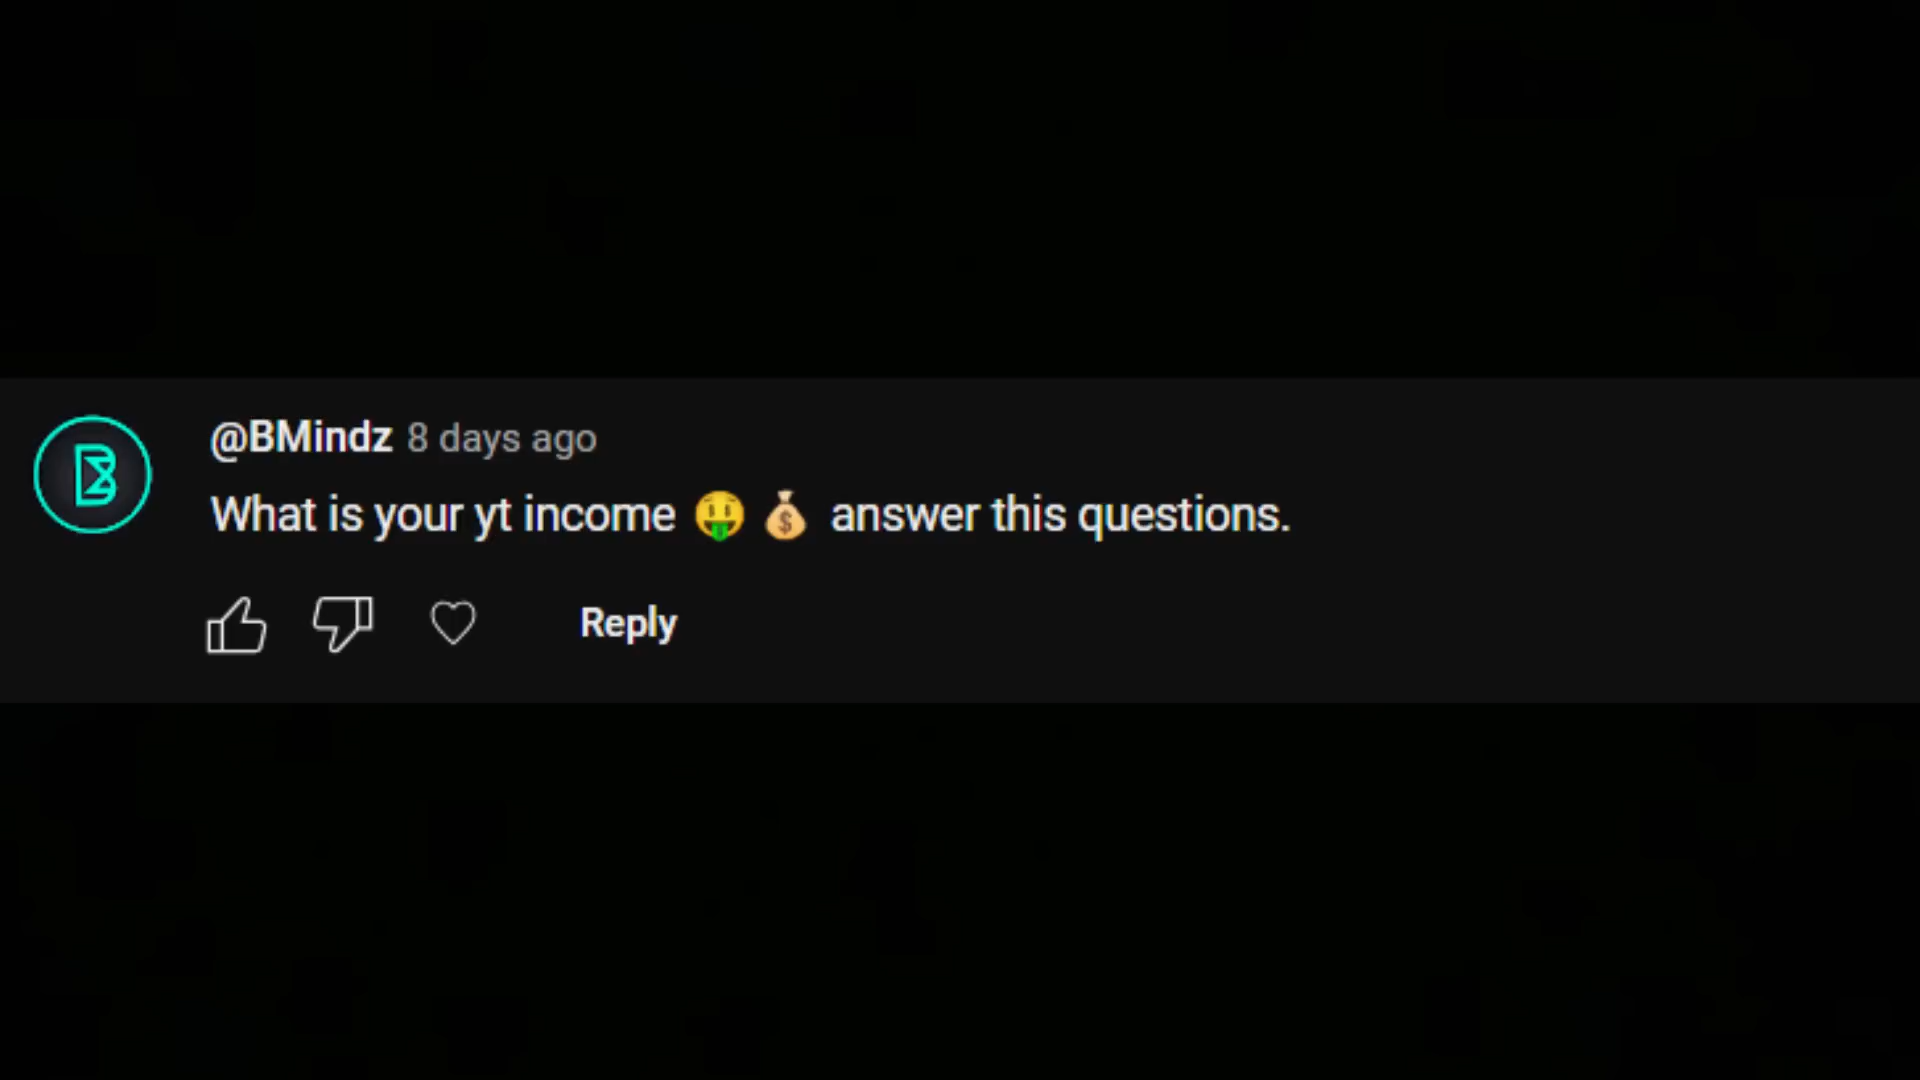 @BMindz 8 days ago
What is your yt income 🤑 💰 answer this questions.
Reply